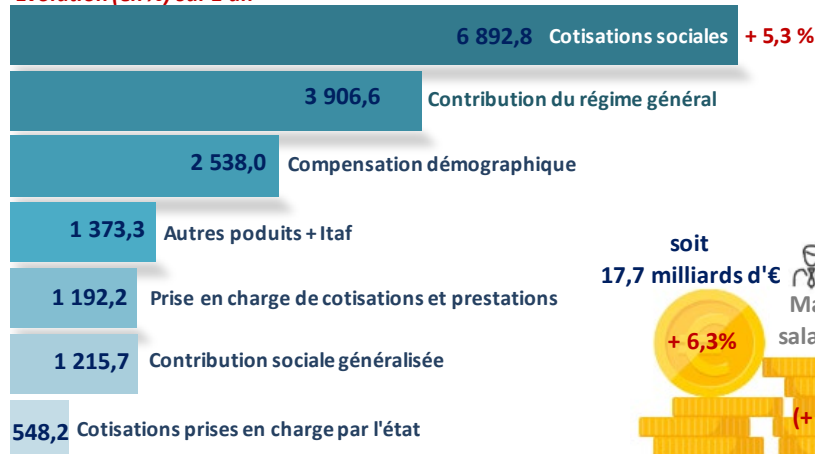 6 892,8 Cotisations sociales + 5,3 %
3 906,6 Contribution du régime général
2 538,0 Compensation démographique
1 373,3 Autres poduits + Itaf
1 192,2 Prise en charge de cotisations et prestations
1 215,7 Contribution sociale généralisée
548,2 Cotisations prises en charge par l'état
soit
17,7 milliards d'€
+ 6,3%
(+